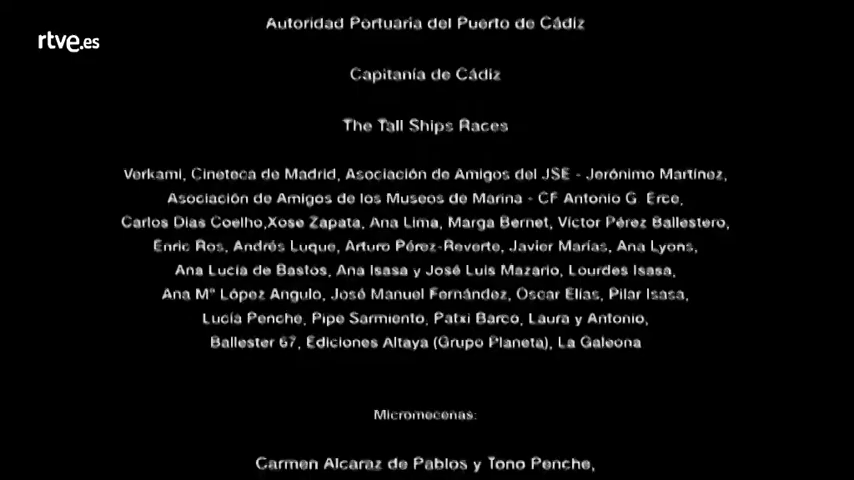 Autoridad Portuaria del Puerto de Cádiz
rtve.es
Capitanía de Cádiz
The Tall Ships Races
Verkami, Cineteca de Madrid, Asociación de Amigos del JSE - Jerónimo Martínez,
Asociación de Amigos de los Museos de Marina - CF Antonio G. Erce,
Carlos Dias Coelho,Xose Zapata, Ana Lima, Marga Bernet, Víctor Pérez Ballestero,
Enric Ros, Andrés Luque, Arturo Pérez-Reverte, Javier Marías, Ana Lyons,
Ana Lucía de Bastos, Ana Isasa y José Luis Mazario, Lourdes Isasa,
Ana Mª López Angulo, José Manuel Fernández, Oscar Elías, Pilar Isasa,
Lucía Penche, Pipe Sarmiento, Patxi Barco, Laura y Antonio,
Ballester 67, Ediciones Altaya (Grupo Planeta), La Galeona
Micromecenas:
Carmen Alcaraz de Pablos y Tono Penche,